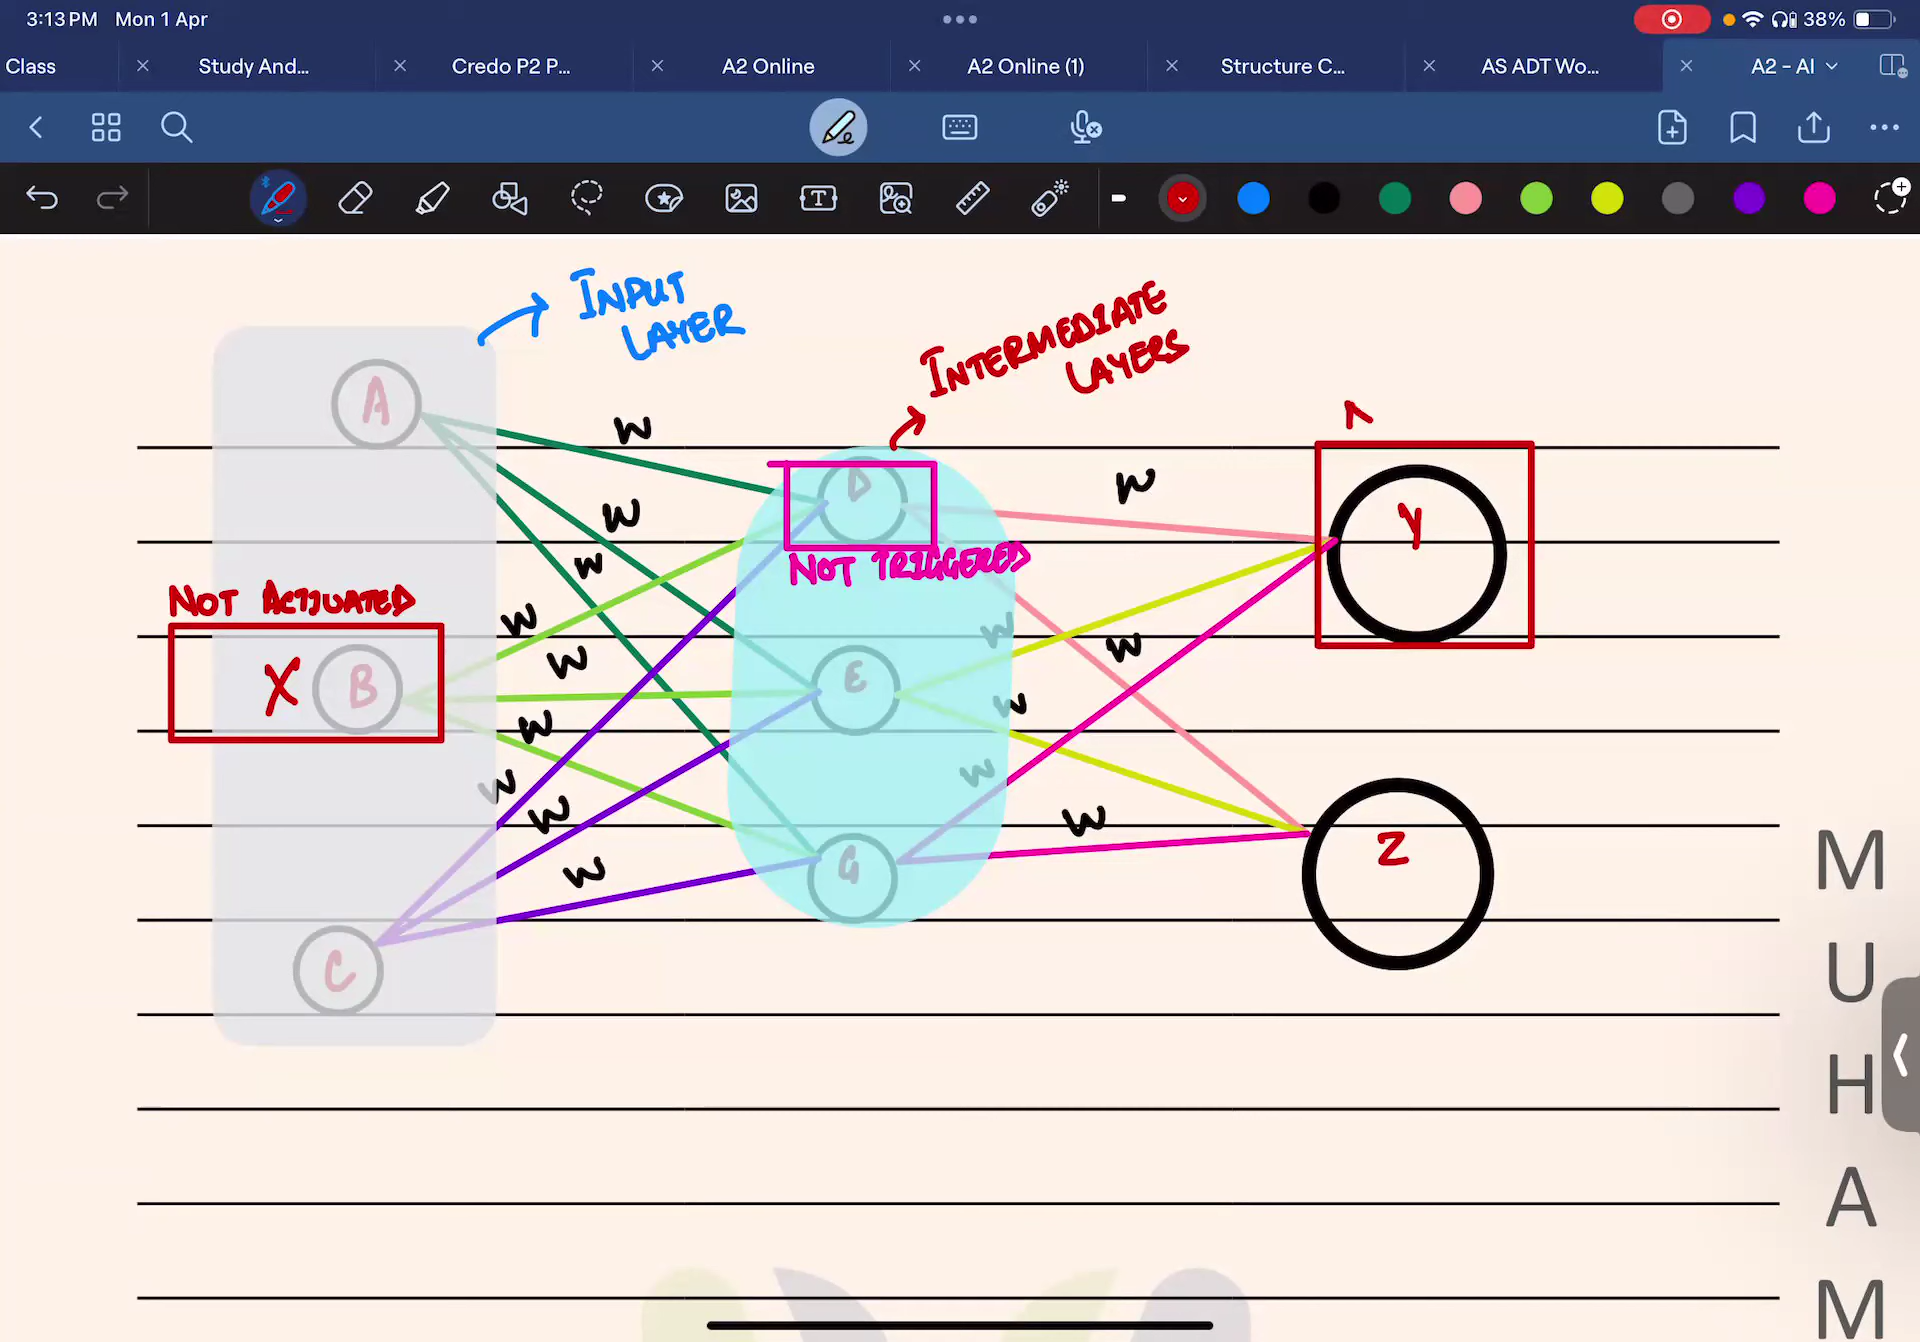 3:13 PM Mon 1 Apr
38%
Class
Study And...
Credo P2 P...
A2 Online
A2 Online (1)
Structure C...
AS ADT Wo...
A2 - AI
INPUT
LAYER
INTERMEDIATE
LAYERS
A
W
W
W
D
NOT TRIGGERED
W
Y
NOT ACTIVATED
X B
W
W
W
W
W
W
E
W
W
W
W
W
G
Z
C
M
U
H
A
M